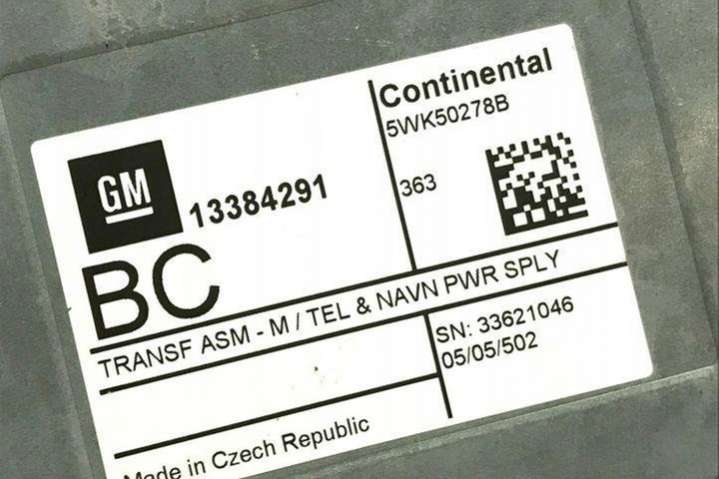 GM
13384291
BC
Continental
5WK50278B
363
TRANSF ASM - M / TEL & NAVN PWR SPLY
SN: 33621046
05/05/502
Made in Czech Republic